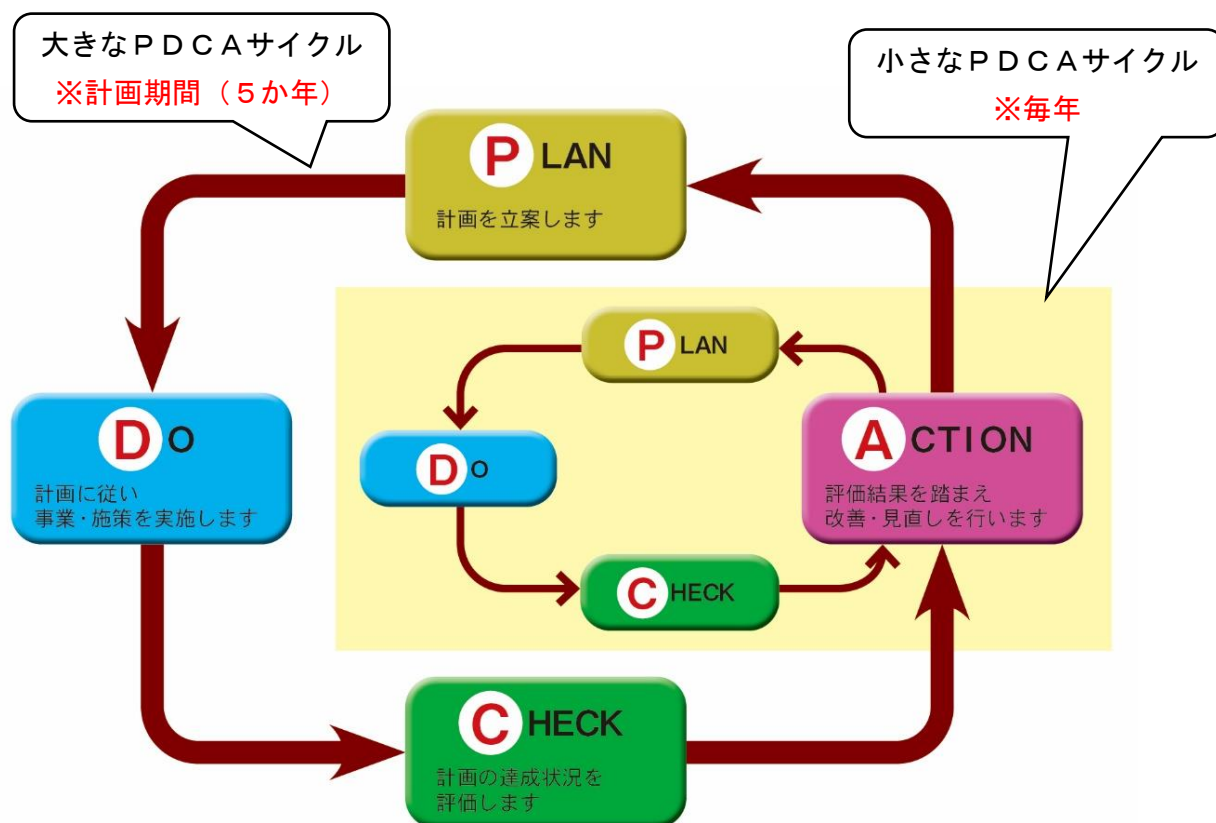 大きなPDCAサイクル
※計画期間(5か年)
小さなPDCAサイクル
※毎年
PLAN
計画を立案します
PLAN
DO
計画に従い
事業・施策を実施します
DO
ACTION
評価結果を踏まえ
改善・見直しを行います
CHECK
CHECK
計画の達成状況を
評価します